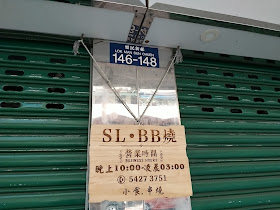 樂民新邨
LOK MAN SUN CHUEN
146-148
SL•BB燒
營業時間
BUSINESS HOURS
晚上10:00-凌晨03:00
5427 3751
小食,串燒